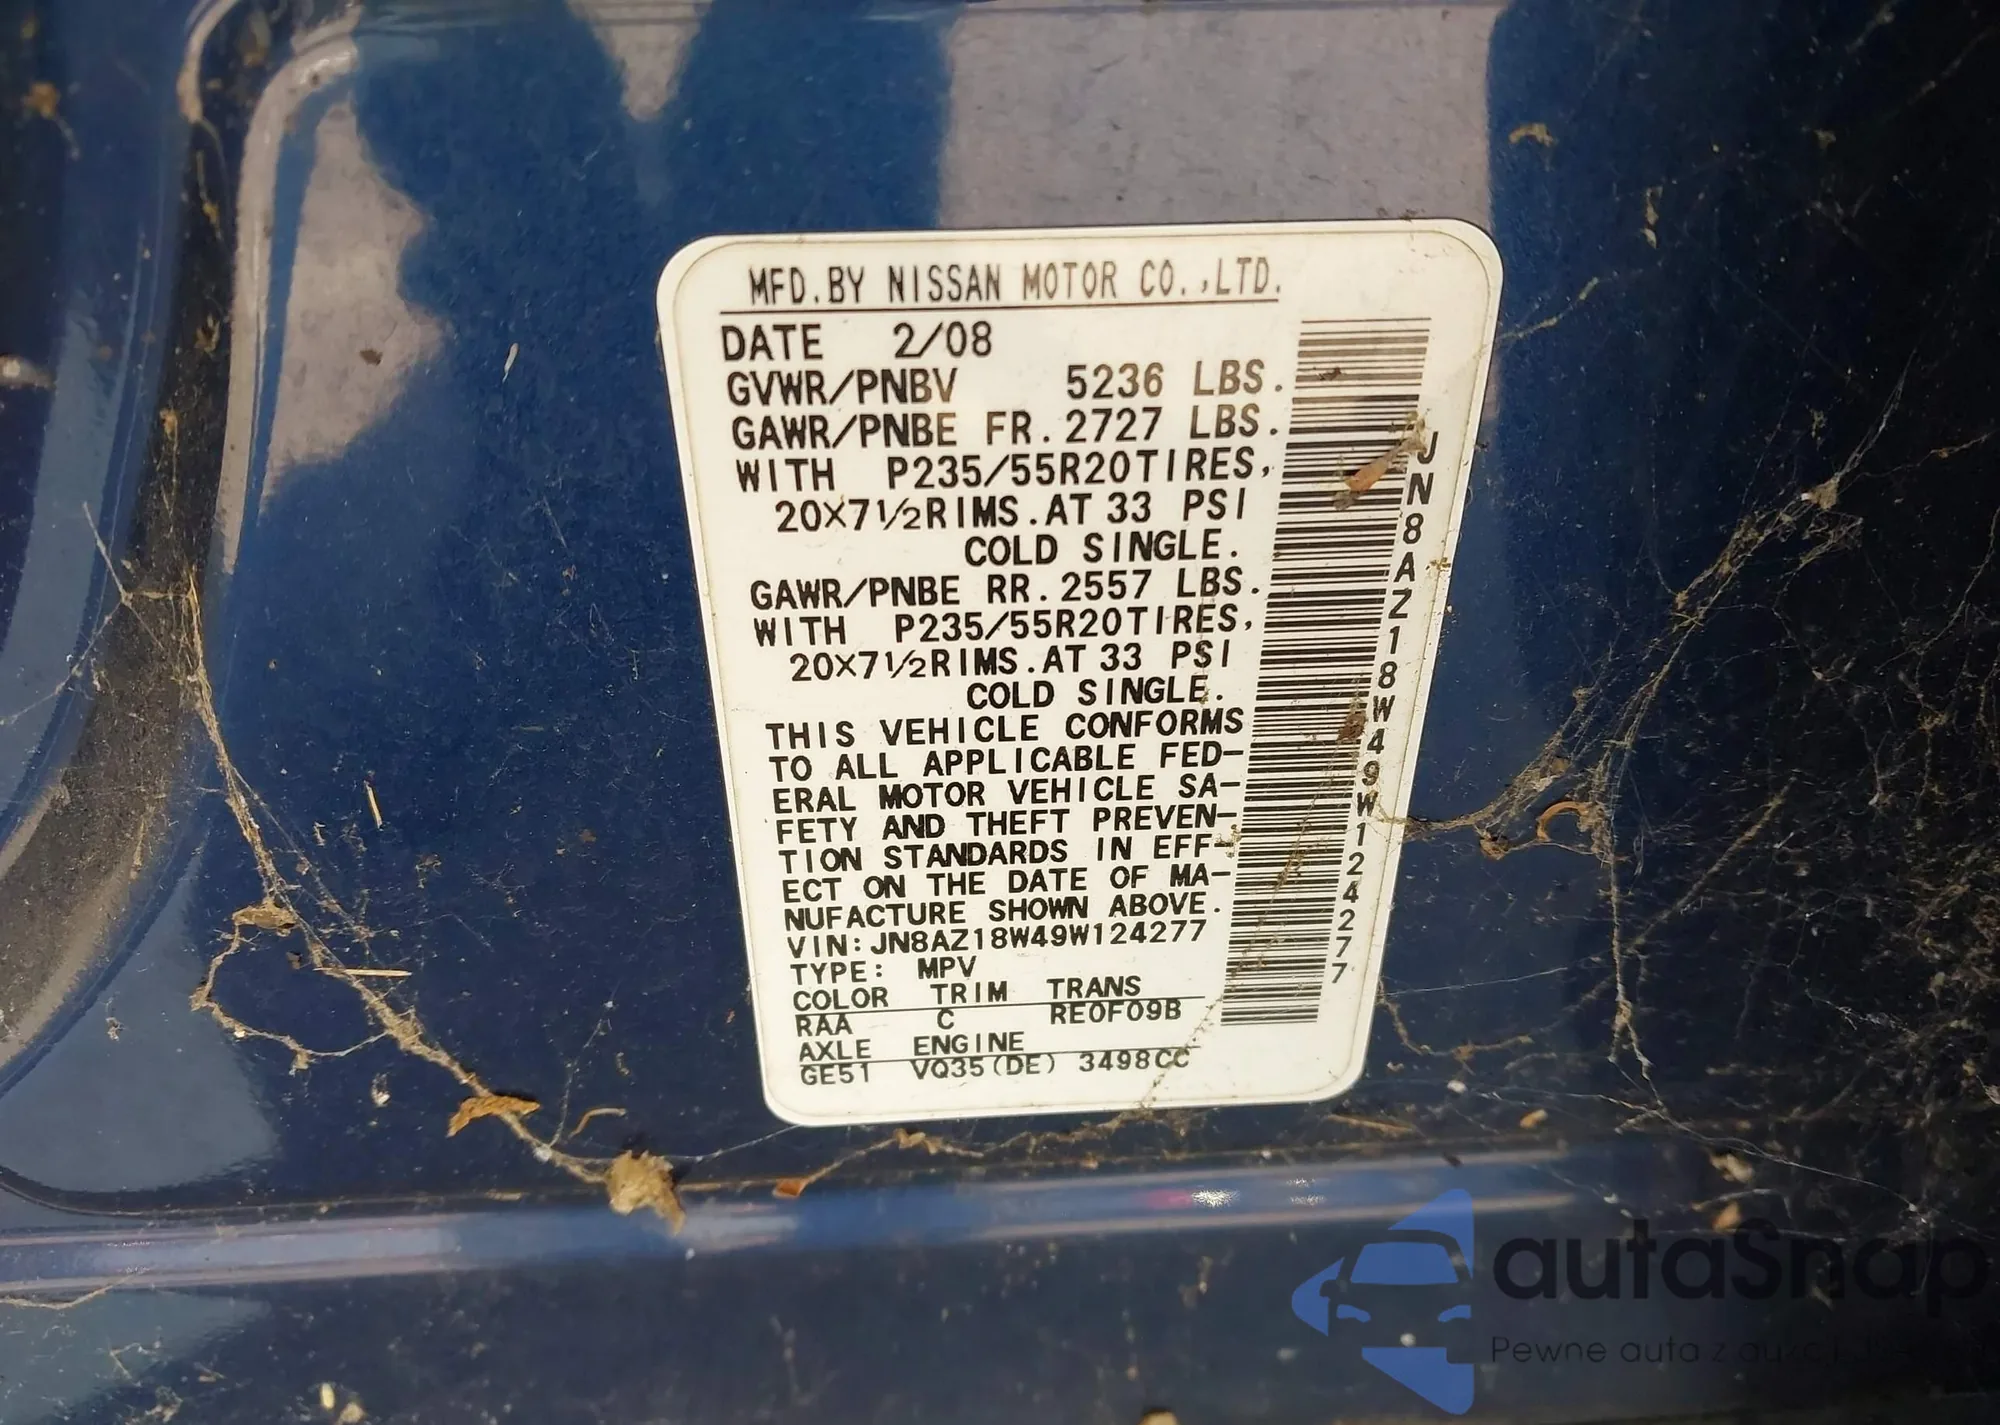 MFD.BY NISSAN MOTOR CO.,LTD.
DATE 2/08
GVWR/PNBV 5236 LBS.
GAWR/PNBE FR. 2727 LBS.
WITH P235/55R20TIRES,
20X7½RIMS.AT 33 PSI
COLD SINGLE.
GAWR/PNBE RR. 2557 LBS.
WITH P235/55R20TIRES,
20X7½RIMS.AT 33 PSI
COLD SINGLE.
THIS VEHICLE CONFORMS
TO ALL APPLICABLE FED-
ERAL MOTOR VEHICLE SA-
FETY AND THEFT PREVEN-
TION STANDARDS IN EFF-
ECT ON THE DATE OF MA-
NUFACTURE SHOWN ABOVE.
VIN:JN8AZ18W49W124277
TYPE: MPV
COLOR TRIM TRANS
RAA C RE0F09B
AXLE ENGINE
GE51 VQ35(DE) 3498CC
JN8AZ18W49W124277
autaSnap
Pewne auta z aukcji